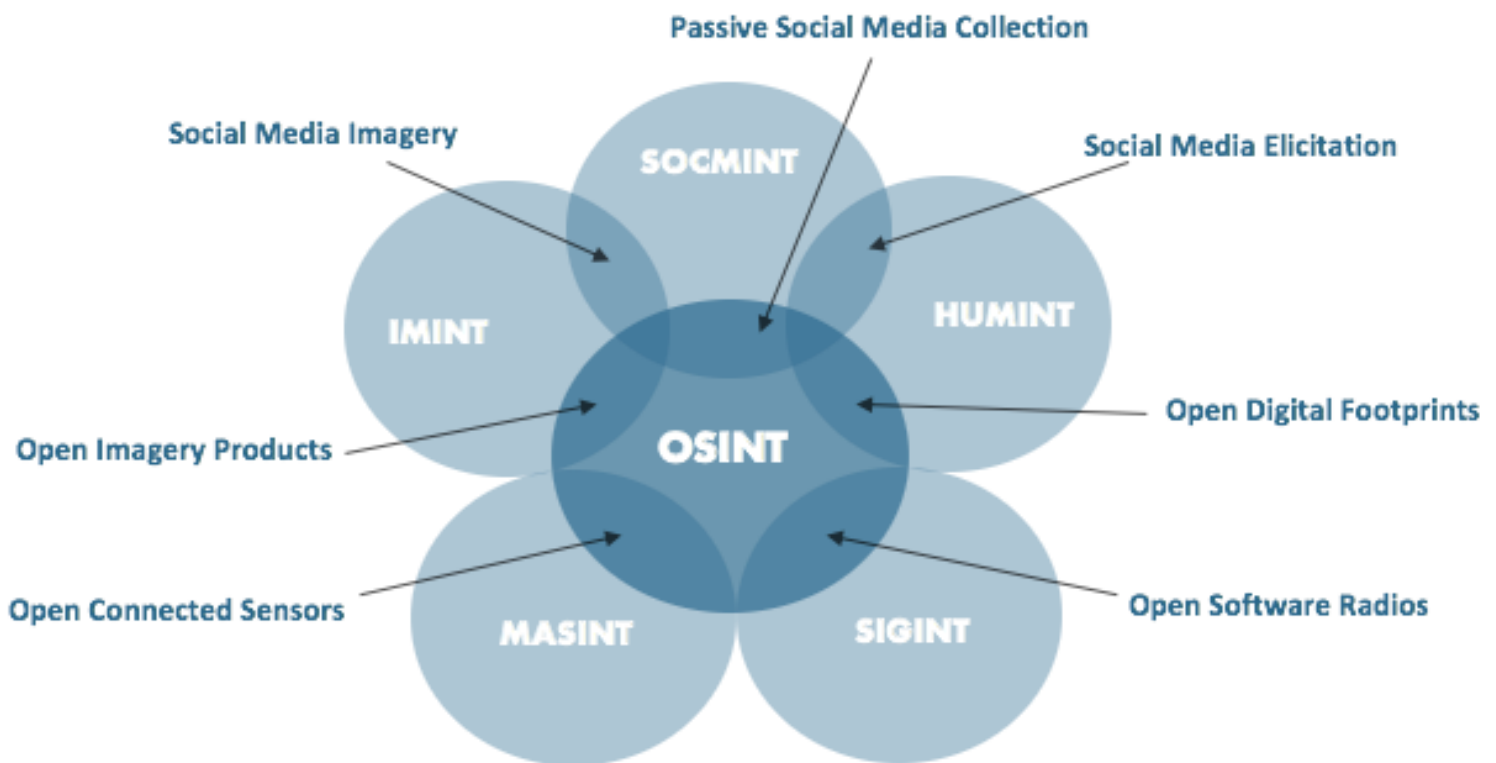 Passive Social Media Collection
Social Media Imagery
Social Media Elicitation
SOCMINT
IMINT
HUMINT
Open Imagery Products
OSINT
Open Digital Footprints
Open Connected Sensors
MASINT
SIGINT
Open Software Radios